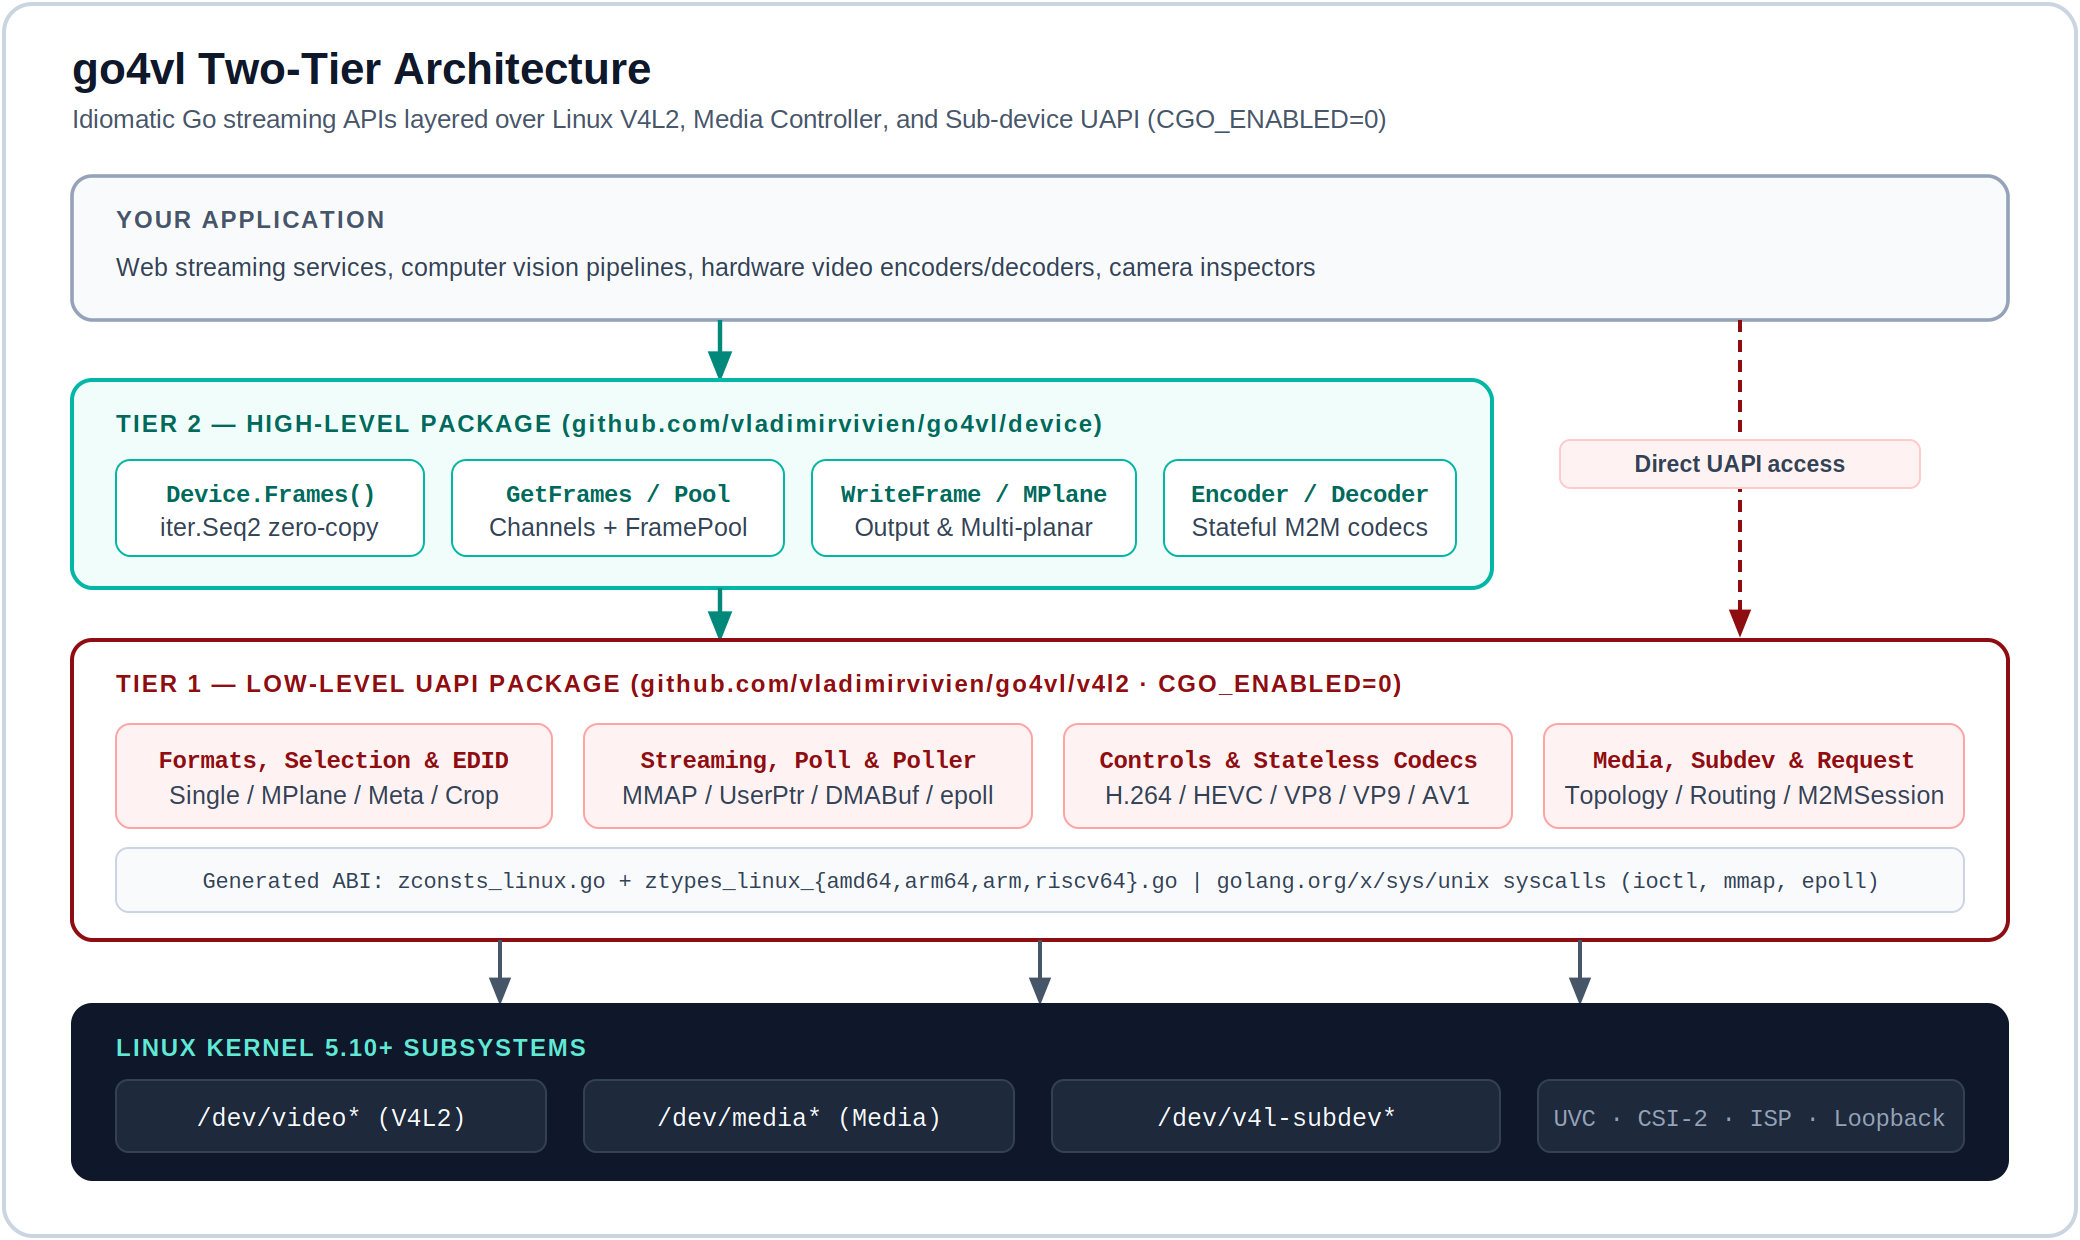 go4vl Two-Tier Architecture
Idiomatic Go streaming APIs layered over Linux V4L2, Media Controller, and Sub-device UAPI (CGO_ENABLED=0)
YOUR APPLICATION
Web streaming services, computer vision pipelines, hardware video encoders/decoders, camera inspectors
TIER 2 — HIGH-LEVEL PACKAGE (github.com/vladimirvivien/go4vl/device)
Device.Frames()
iter.Seq2 zero-copy
GetFrames / Pool
Channels + FramePool
WriteFrame / MPlane
Output & Multi-planar
Encoder / Decoder
Stateful M2M codecs
Direct UAPI access
TIER 1 — LOW-LEVEL UAPI PACKAGE (github.com/vladimirvivien/go4vl/v4l2 · CGO_ENABLED=0)
Formats, Selection & EDID
Single / MPlane / Meta / Crop
Streaming, Poll & Poller
MMAP / UserPtr / DMABuf / epoll
Controls & Stateless Codecs
H.264 / HEVC / VP8 / VP9 / AV1
Media, Subdev & Request
Topology / Routing / M2MSession
Generated ABI: zconsts_linux.go + ztypes_linux_{amd64,arm64,arm,riscv64}.go | golang.org/x/sys/unix syscalls (ioctl, mmap, epoll)
LINUX KERNEL 5.10+ SUBSYSTEMS
/dev/video* (V4L2)
/dev/media* (Media)
/dev/v4l-subdev*
UVC · CSI-2 · ISP · Loopback